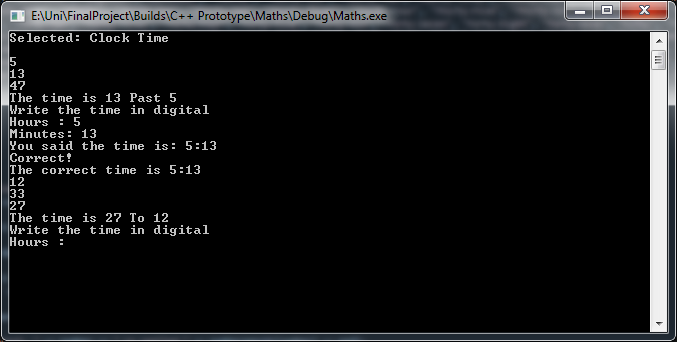 E:\Uni\FinalProject\Builds\C++ Prototype\Maths\Debug\Maths.exe
Selected: Clock Time
5
13
47
The time is 13 Past 5
Write the time in digital
Hours : 5
Minutes: 13
You said the time is: 5:13
Correct!
The correct time is 5:13
12
33
27
The time is 27 To 12
Write the time in digital
Hours :